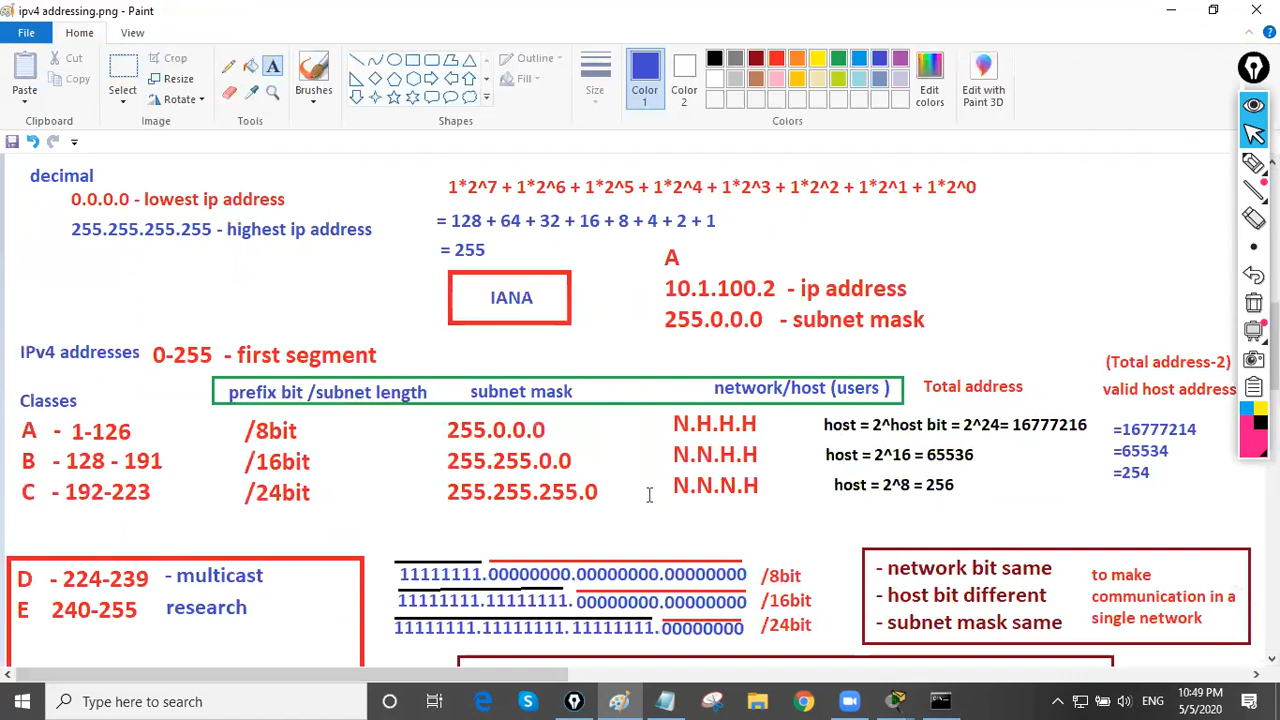 ipv4 addressing.png - Paint
File Home View
Paste
Cut
Copy
Clipboard
Select
Crop
Resize
Rotate
Image
Tools
Brushes
Shapes
Outline
Fill
Size
Color 1
Color 2
Colors
Edit colors
Edit with Paint 3D
decimal
0.0.0.0 - lowest ip address
255.255.255.255 - highest ip address
1*2^7 + 1*2^6 + 1*2^5 + 1*2^4 + 1*2^3 + 1*2^2 + 1*2^1 + 1*2^0
= 128 + 64 + 32 + 16 + 8 + 4 + 2 + 1
= 255
IANA
A
10.1.100.2 - ip address
255.0.0.0 - subnet mask
IPv4 addresses 0-255 - first segment
(Total address-2)
prefix bit /subnet length subnet mask network/host (users ) Total address valid host address
Classes
A - 1-126 /8bit 255.0.0.0 N.H.H.H host = 2^host bit = 2^24= 16777216 =16777214
B - 128 - 191 /16bit 255.255.0.0 N.N.H.H host = 2^16 = 65536 =65534
C - 192-223 /24bit 255.255.255.0 N.N.N.H host = 2^8 = 256 =254
D - 224-239 - multicast
E 240-255 research
11111111.00000000.00000000.00000000 /8bit
11111111.11111111. 00000000.00000000 /16bit
11111111.11111111.11111111.00000000 /24bit
- network bit same
- host bit different
- subnet mask same
to make
communication in a
single network
Type here to search
ENG
10:49 PM
5/5/2020